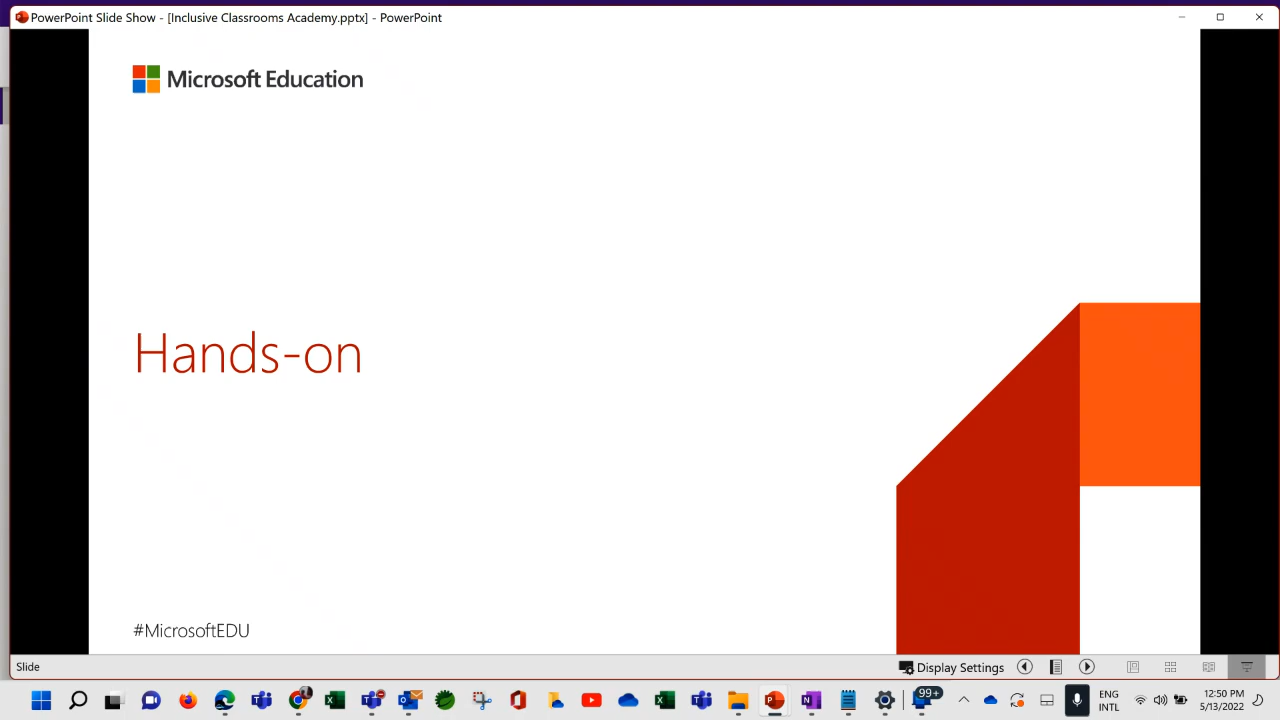 PowerPoint Slide Show - [Inclusive Classrooms Academy.pptx] - PowerPoint
Microsoft Education
Hands-on
#MicrosoftEDU
Slide
Display Settings
99+
ENG
INTL
12:50 PM
5/13/2022